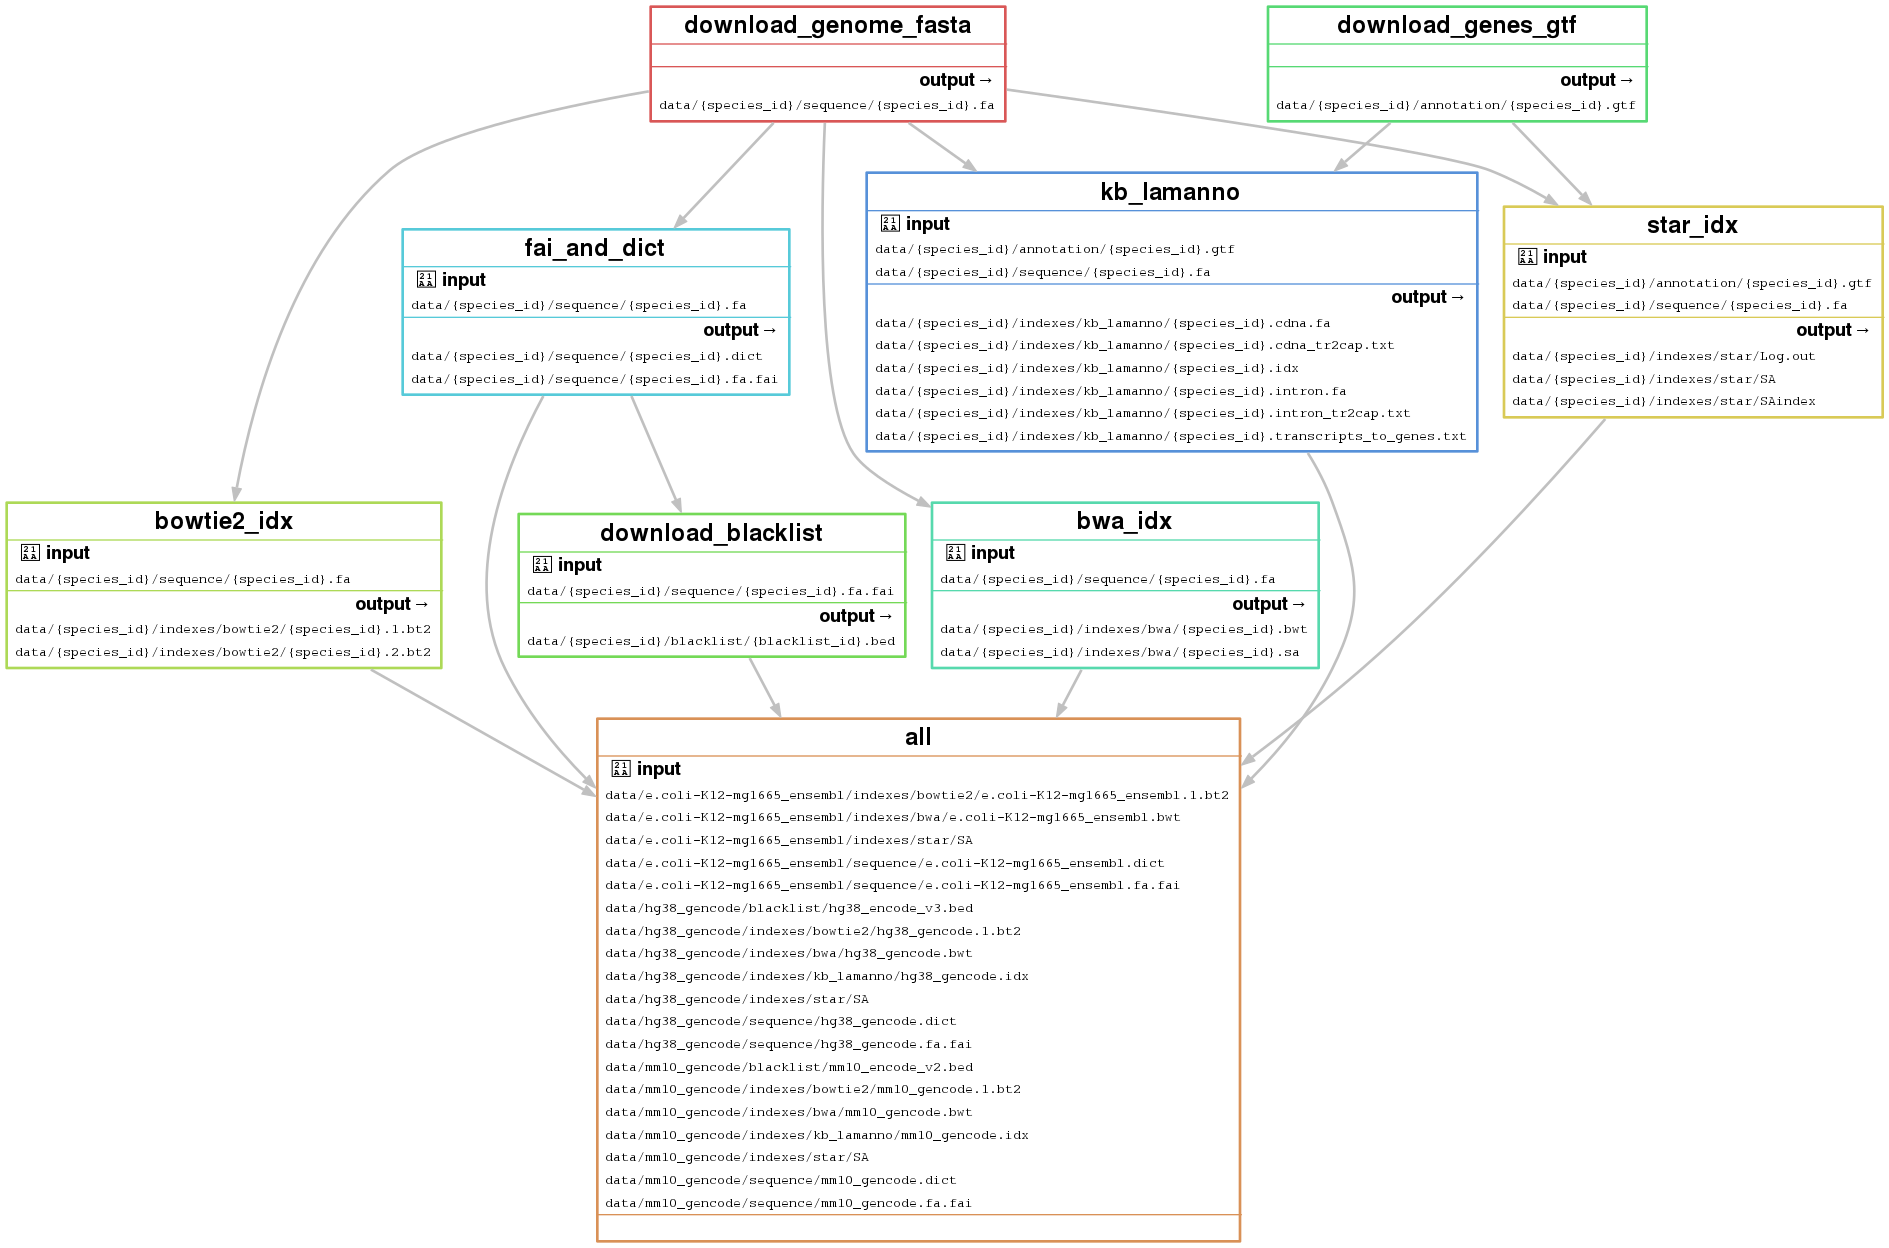 download_genome_fasta
output→
data/{species_id}/sequence/{species_id}.fa
download_genes_gtf
output→
data/{species_id}/annotation/{species_id}.gtf
kb_lamanno
21AA input
data/{species_id}/annotation/{species_id}.gtf
data/{species_id}/sequence/{species_id}.fa
output→
data/{species_id}/indexes/kb_lamanno/{species_id}.cdna.fa
data/{species_id}/indexes/kb_lamanno/{species_id}.cdna_tr2cap.txt
data/{species_id}/indexes/kb_lamanno/{species_id}.idx
data/{species_id}/indexes/kb_lamanno/{species_id}.intron.fa
data/{species_id}/indexes/kb_lamanno/{species_id}.intron_tr2cap.txt
data/{species_id}/indexes/kb_lamanno/{species_id}.transcripts_to_genes.txt
star_idx
21AA input
data/{species_id}/annotation/{species_id}.gtf
data/{species_id}/sequence/{species_id}.fa
output→
data/{species_id}/indexes/star/Log.out
data/{species_id}/indexes/star/SA
data/{species_id}/indexes/star/SAindex
fai_and_dict
21AA input
data/{species_id}/sequence/{species_id}.fa
output→
data/{species_id}/sequence/{species_id}.dict
data/{species_id}/sequence/{species_id}.fa.fai
bowtie2_idx
21AA input
data/{species_id}/sequence/{species_id}.fa
output→
data/{species_id}/indexes/bowtie2/{species_id}.1.bt2
data/{species_id}/indexes/bowtie2/{species_id}.2.bt2
download_blacklist
21AA input
data/{species_id}/sequence/{species_id}.fa.fai
output→
data/{species_id}/blacklist/{blacklist_id}.bed
bwa_idx
21AA input
data/{species_id}/sequence/{species_id}.fa
output→
data/{species_id}/indexes/bwa/{species_id}.bwt
data/{species_id}/indexes/bwa/{species_id}.sa
all
21AA input
data/e.coli-K12-mg1665_ensembl/indexes/bowtie2/e.coli-K12-mg1665_ensembl.1.bt2
data/e.coli-K12-mg1665_ensembl/indexes/bwa/e.coli-K12-mg1665_ensembl.bwt
data/e.coli-K12-mg1665_ensembl/indexes/star/SA
data/e.coli-K12-mg1665_ensembl/sequence/e.coli-K12-mg1665_ensembl.dict
data/e.coli-K12-mg1665_ensembl/sequence/e.coli-K12-mg1665_ensembl.fa.fai
data/hg38_gencode/blacklist/hg38_encode_v3.bed
data/hg38_gencode/indexes/bowtie2/hg38_gencode.1.bt2
data/hg38_gencode/indexes/bwa/hg38_gencode.bwt
data/hg38_gencode/indexes/kb_lamanno/hg38_gencode.idx
data/hg38_gencode/indexes/star/SA
data/hg38_gencode/sequence/hg38_gencode.dict
data/hg38_gencode/sequence/hg38_gencode.fa.fai
data/mm10_gencode/blacklist/mm10_encode_v2.bed
data/mm10_gencode/indexes/bowtie2/mm10_gencode.1.bt2
data/mm10_gencode/indexes/bwa/mm10_gencode.bwt
data/mm10_gencode/indexes/kb_lamanno/mm10_gencode.idx
data/mm10_gencode/indexes/star/SA
data/mm10_gencode/sequence/mm10_gencode.dict
data/mm10_gencode/sequence/mm10_gencode.fa.fai